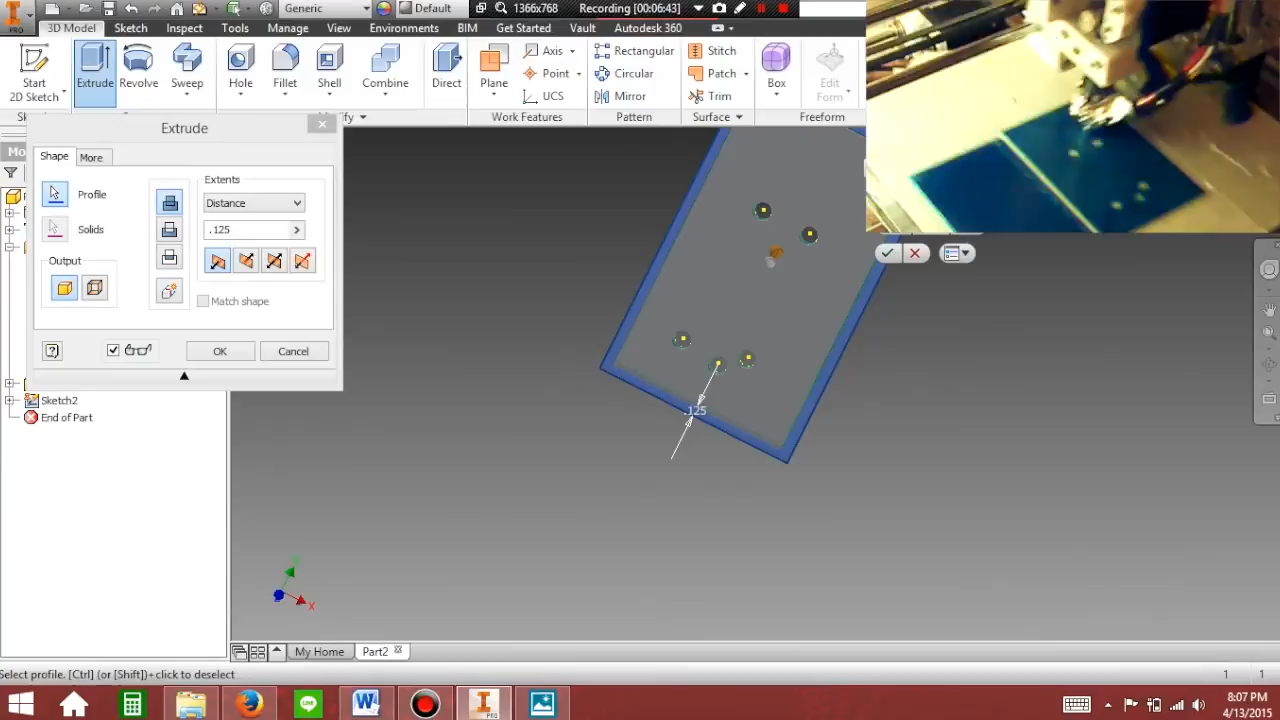 PRO
Generic
Default
1366x768
Recording [00:06:43]
3D Model Sketch Inspect Tools Manage View Environments BIM Get Started Vault Autodesk 360
Start
2D Sketch
Extrude
Revolve
Sweep
Hole
Fillet
Shell
Combine
Direct
Plane
Axis
Point
UCS
Rectangular
Circular
Mirror
Stitch
Patch
Trim
Box
Edit
Form
Work Features
Pattern
Surface
Freeform
Extrude
Shape More
Profile
Solids
Output
Extents
Distance
.125
Match shape
OK Cancel
Sketch2
End of Part
.125
X
My Home Part2
Select profile. [Ctrl] (or [Shift]) + click to deselect
1 1
LINE
W
PRO
8:07 PM
4/13/2015